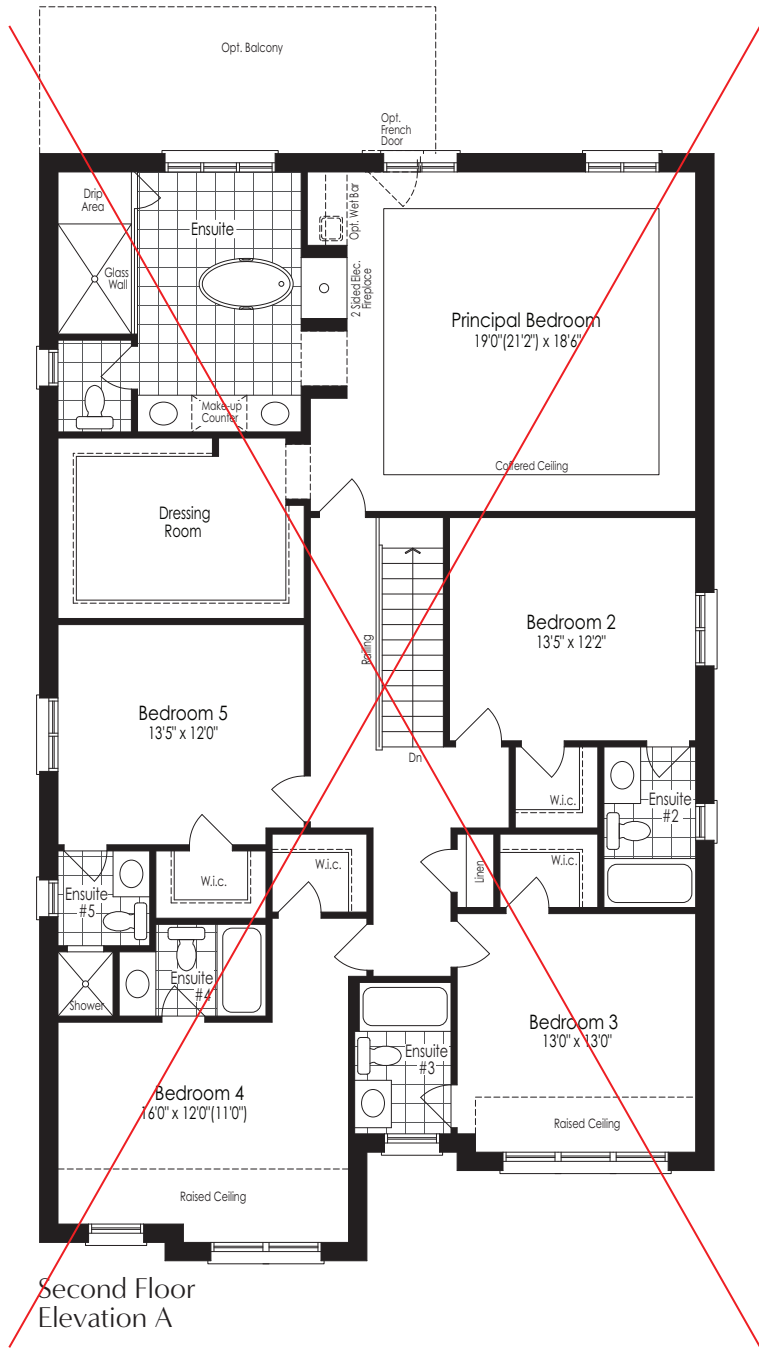 Opt. Balcony
Opt.
French
Door
Drip
Area
Ensuite
Opt. Wet Bar
Glass
Wall
2 Sided Elec.
Fireplace
Principal Bedroom
19'0"(21'2") x 18'6"
Make-up
Counter
Coffered Ceiling
Dressing
Room
Bedroom 2
13'5" x 12'2"
Railing
Bedroom 5
13'5" x 12'0"
Dn
W.i.c.
Ensuite
#2
W.i.c.
W.i.c.
Linen
W.i.c.
Ensuite
#5
Ensuite
#4
Shower
Bedroom 3
13'0" x 13'0"
Ensuite
#3
Bedroom 4
16'0" x 12'0"(11'0")
Raised Ceiling
Raised Ceiling
Second Floor
Elevation A